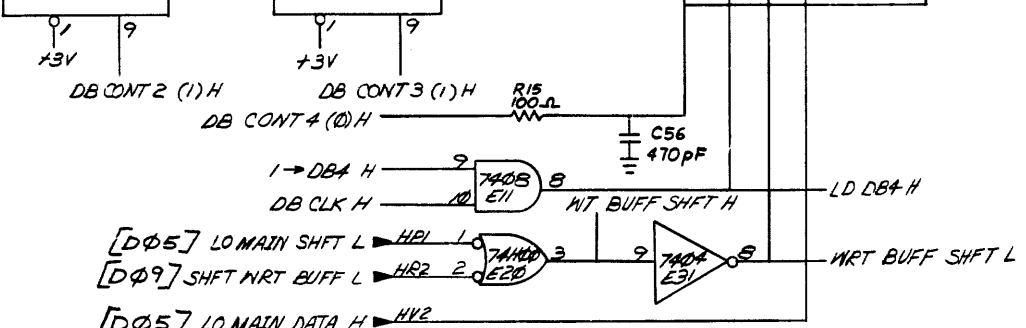 1 9 1 9
+3V +3V
DB CONT 2 (1) H DB CONT 3 (1) H R15
100Ω
DB CONT 4 (0) H
C56
470pF
1→DB4 H 9 7408 8
E11 LD DB4 H
DB CLK H 10 WT BUFF SHFT H
[D05] LO MAIN SHFT L HP1 1 74H00 3 9 7404 8 WRT BUFF SHFT L
[D09] SHFT WRT BUFF L HR2 2 E20 E31
[D05] LO MAIN DATA H HV2